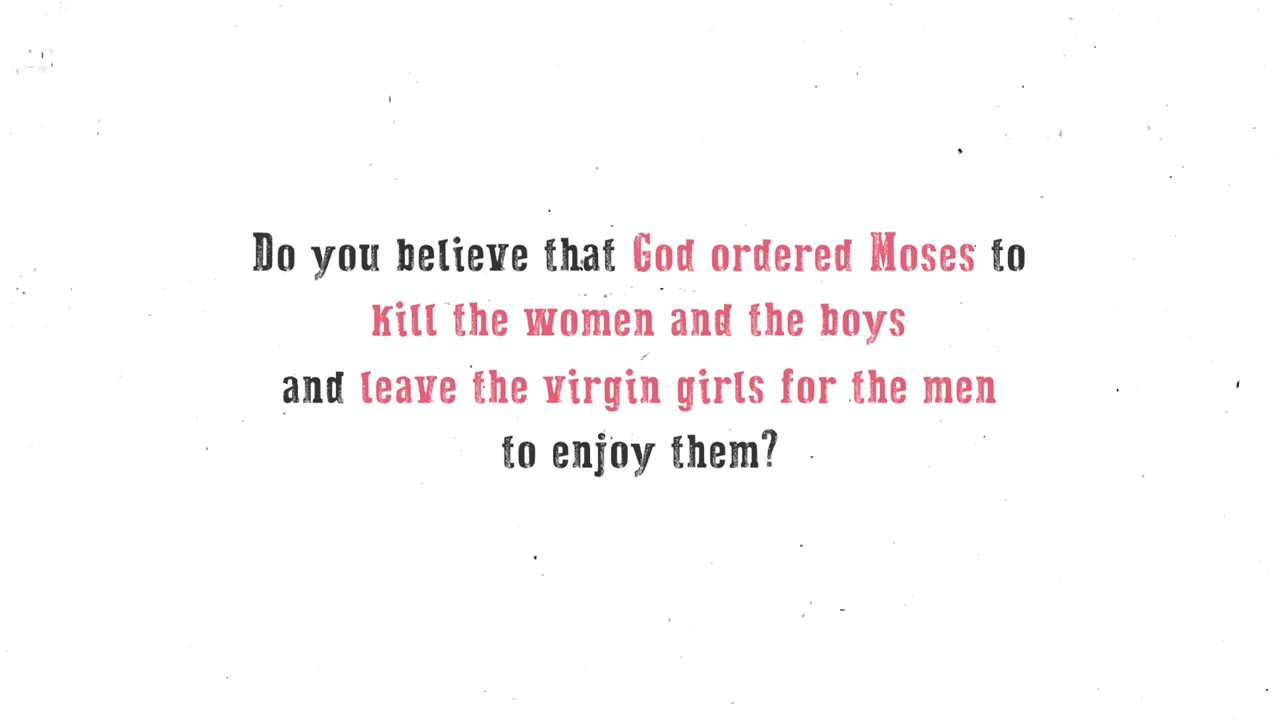 Do you believe that God ordered Moses to
kill the women and the boys
and leave the virgin girls for the men
to enjoy them?